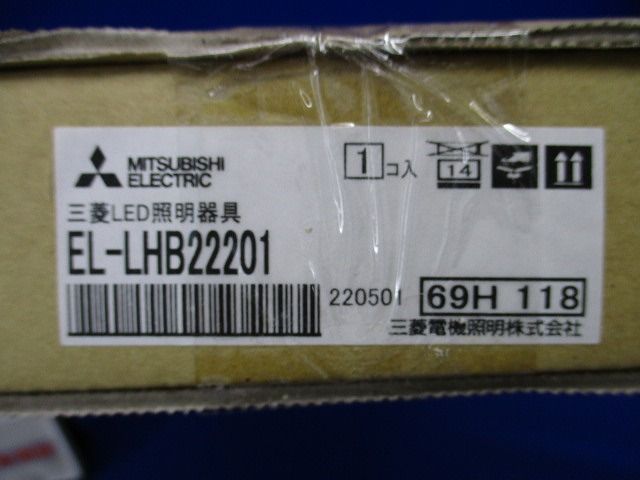 MITSUBISHI
ELECTRIC
1コ入
14
三菱LED照明器具
EL-LHB22201
220501
69H 118
三菱電機照明株式会社